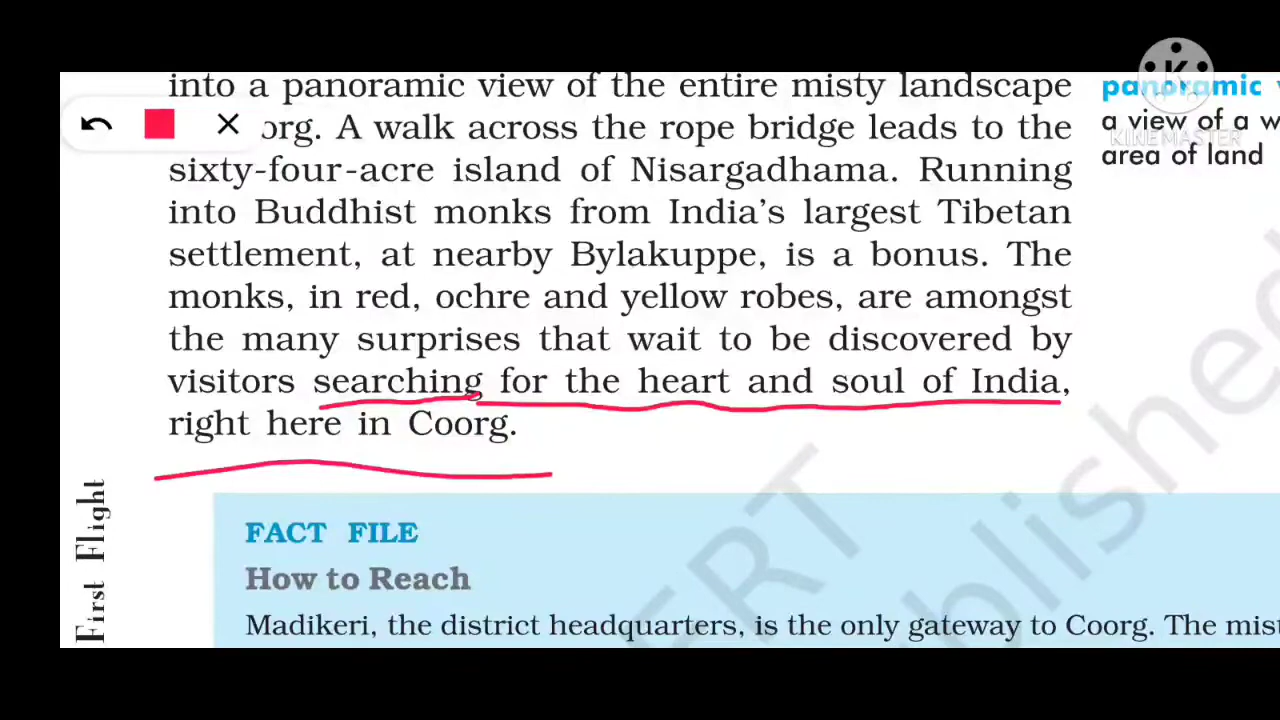 into a panoramic view of the entire misty landscape
org. A walk across the rope bridge leads to the
sixty-four-acre island of Nisargadhama. Running
into Buddhist monks from India's largest Tibetan
settlement, at nearby Bylakuppe, is a bonus. The
monks, in red, ochre and yellow robes, are amongst
the many surprises that wait to be discovered by
visitors searching for the heart and soul of India,
right here in Coorg.
panoramic
a view of a w
area of land
K
KINEMASTER
First Flight
FACT FILE
How to Reach
Madikeri, the district headquarters, is the only gateway to Coorg. The mist
ERT
blished